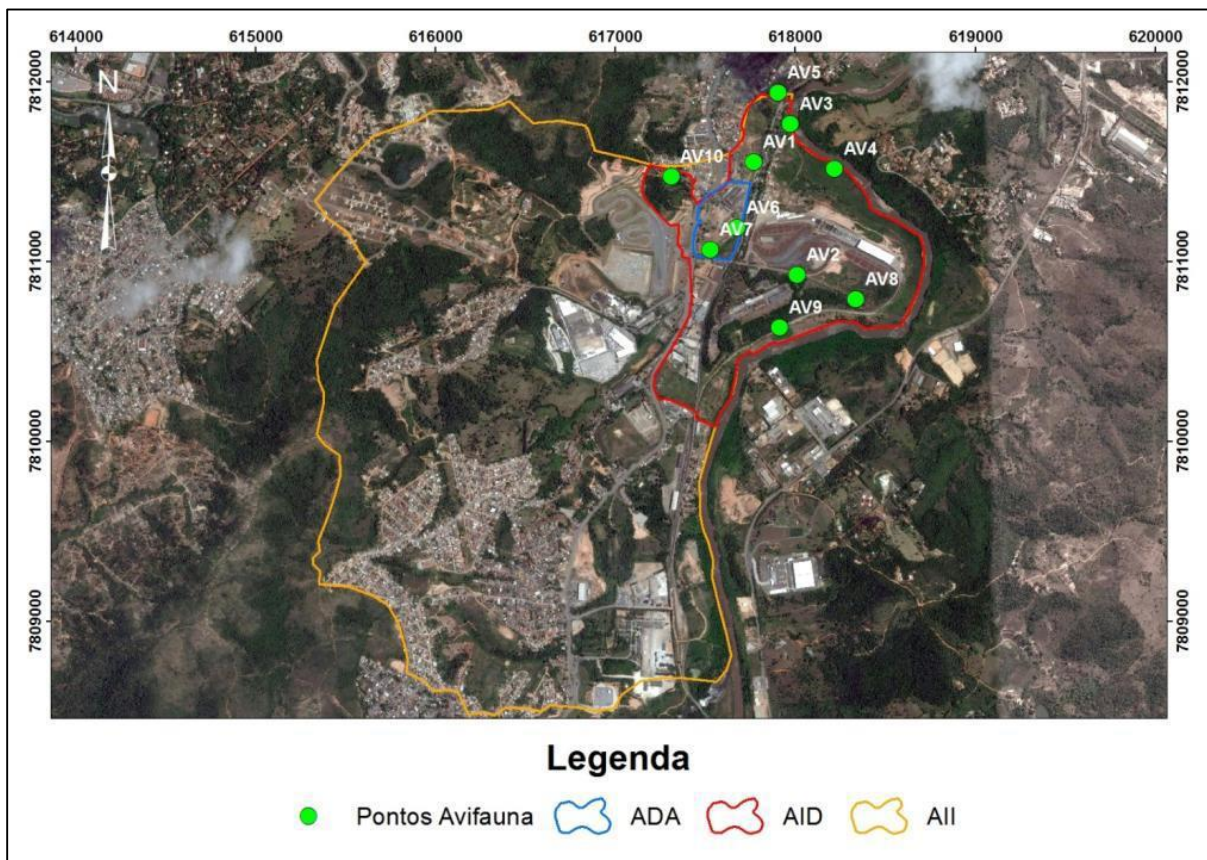 614000 615000 616000 617000 618000 619000 620000
7812000 7812000
N
AV5
AV3
AV1
AV4
AV10
AV6
AV7
7811000 7811000
AV2
AV8
AV9
7810000 7810000
7809000 7809000
Legenda
Pontos Avifauna ADA AID AII